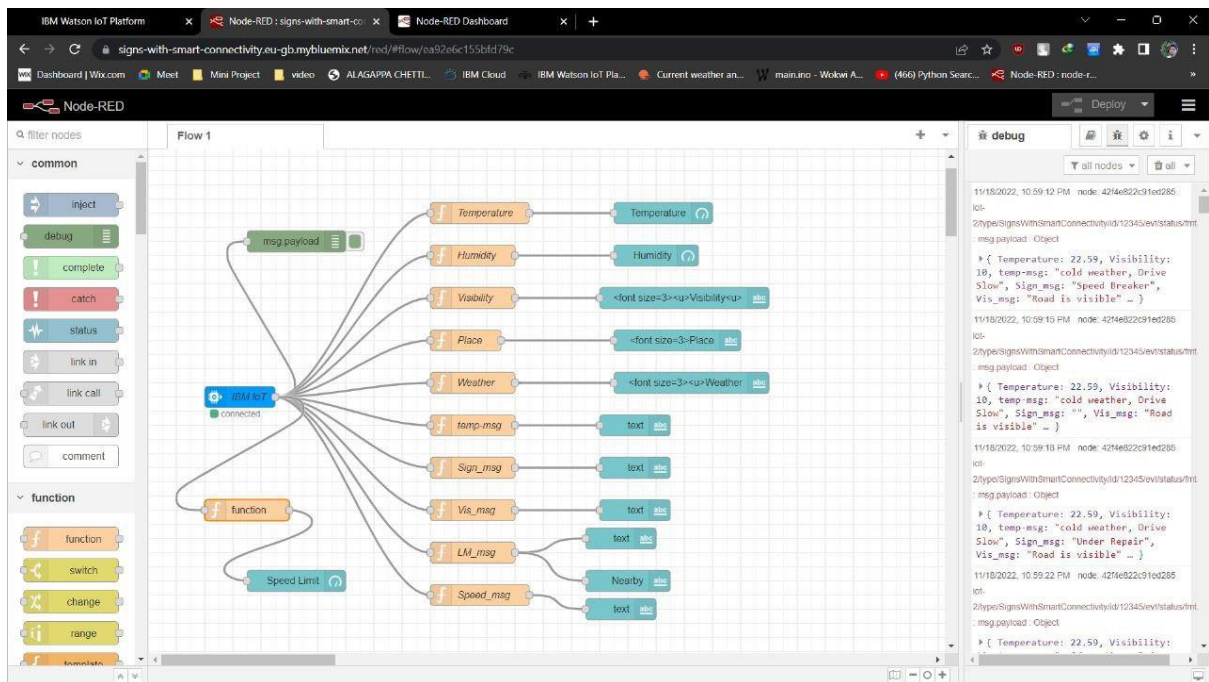 IBM Watson IoT Platform
Node-RED : signs-with-smart-cor
Node-RED Dashboard
signs-with-smart-connectivity.eu-gb.mybluemix.net/red/#flow/ea92e6c155bfd79c
Dashboard | Wix.com
Meet
Mini Project
video
ALAGAPPA CHETTI...
IBM Cloud
IBM Watson IoT Pla...
Current weather an...
main.ino - Wokwi A...
(466) Python Searc...
Node-RED : node-r...
»
Node-RED
Deploy
filter nodes
Flow 1
debug
i
common
all nodes
all
inject
debug
complete
catch
status
link in
link call
link out
comment
function
function
switch
change
range
template
msg.payload
IBM IoT
connected
function
Speed Limit
Temperature
Temperature
Humidity
Humidity
Visibility
<font size=3><u>Visibility<u>
abc
Place
<font size=3>Place
abc
Weather
<font size=3><u>Weather
abc
temp-msg
text
abc
Sign_msg
text
abc
Vis_msg
text
abc
LM_msg
text
abc
Nearby
abc
Speed_msg
text
abc
11/18/2022, 10:59:12 PM node: 42f4e822c91ed285
iot-
2/type/SignsWithSmartConnectivity/id/12345/evt/status/fmt
: msg.payload : Object
{ Temperature: 22.59, Visibility:
10, temp-msg: "cold weather, Drive
Slow", Sign_msg: "Speed Breaker",
Vis_msg: "Road is visible" … }
11/18/2022, 10:59:15 PM node: 42f4e822c91ed285
iot-
2/type/SignsWithSmartConnectivity/id/12345/evt/status/fmt
: msg.payload : Object
{ Temperature: 22.59, Visibility:
10, temp-msg: "cold weather, Drive
Slow", Sign_msg: "", Vis_msg: "Road
is visible" … }
11/18/2022, 10:59:18 PM node: 42f4e822c91ed285
iot-
2/type/SignsWithSmartConnectivity/id/12345/evt/status/fmt
: msg.payload : Object
{ Temperature: 22.59, Visibility:
10, temp-msg: "cold weather, Drive
Slow", Sign_msg: "Under Repair",
Vis_msg: "Road is visible" … }
11/18/2022, 10:59:22 PM node: 42f4e822c91ed285
iot-
2/type/SignsWithSmartConnectivity/id/12345/evt/status/fmt
: msg.payload : Object
{ Temperature: 22.59, Visibility: